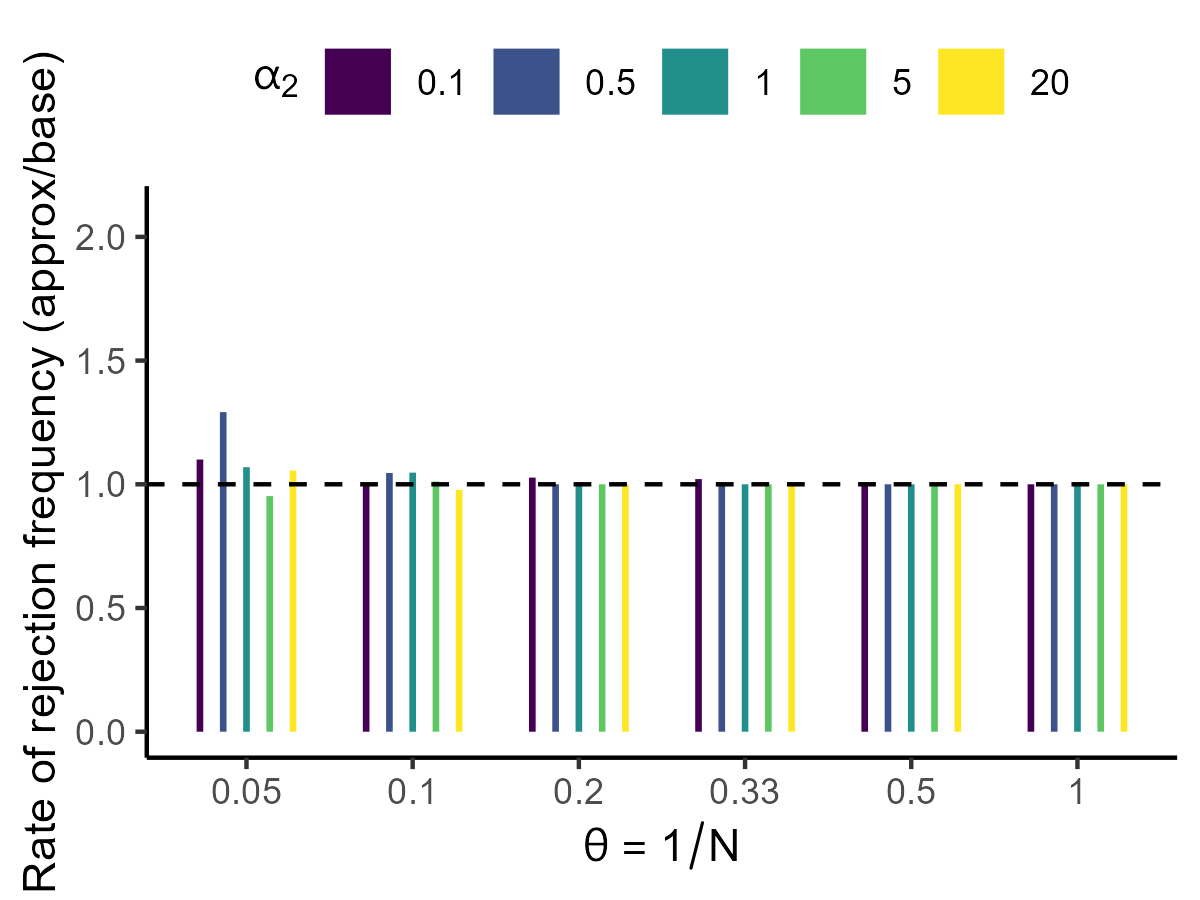 α2 0.1 0.5 1 5 20
Rate of rejection frequency (approx/base)
2.0
1.5
1.0
0.5
0.0
0.05 0.1 0.2 0.33 0.5 1
θ = 1/N